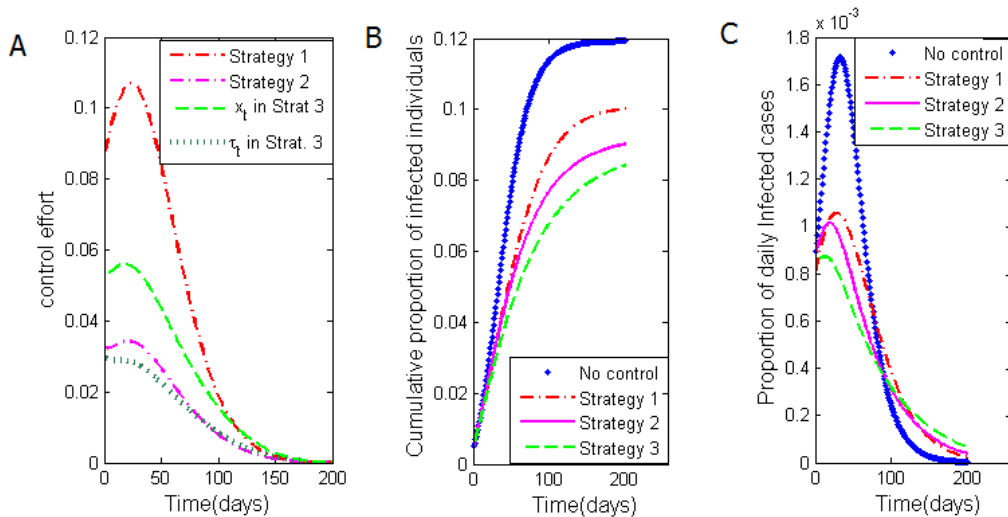 A
0.12
0.1
0.08
0.06
0.04
0.02
0
0
50
100
150
200
control effort
Time(days)
Strategy 1
Strategy 2
x_t in Strat 3
τ_t in Strat. 3
B
0.12
0.10
0.08
0.06
0.04
0.02
0
0
100
200
Cumulative proportion of infected individuals
Time(days)
No control
Strategy 1
Strategy 2
Strategy 3
C
x 10^-3
1.8
1.6
1.4
1.2
1
0.8
0.6
0.4
0.2
0
0
100
200
Proportion of daily Infected cases
Time(days)
No control
Strategy 1
Strategy 2
Strategy 3